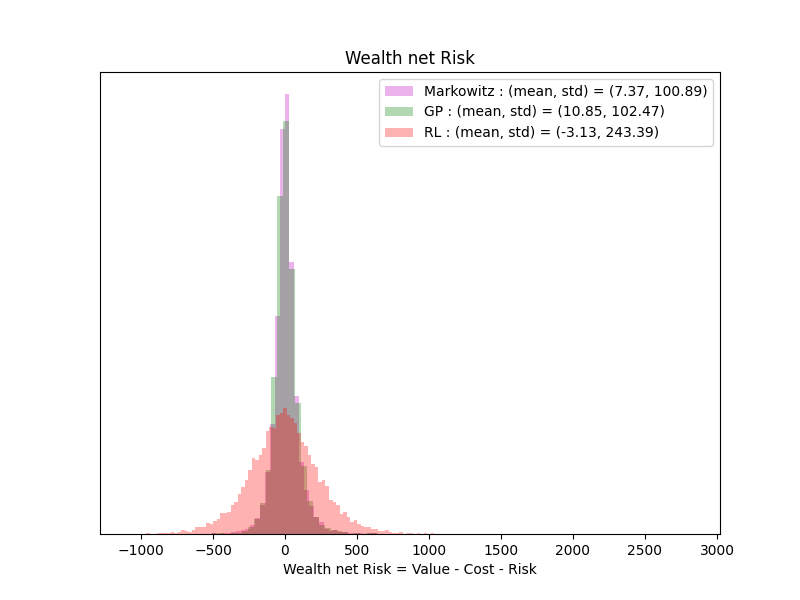 Wealth net Risk
Markowitz : (mean, std) = (7.37, 100.89)
GP : (mean, std) = (10.85, 102.47)
RL : (mean, std) = (-3.13, 243.39)
−1000 −500 0 500 1000 1500 2000 2500 3000
Wealth net Risk = Value - Cost - Risk